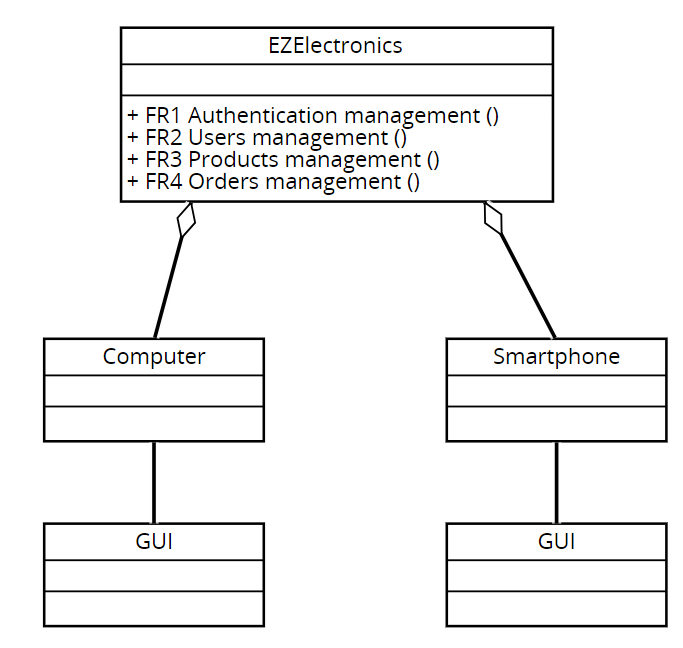 EZElectronics
+ FR1 Authentication management ()
+ FR2 Users management ()
+ FR3 Products management ()
+ FR4 Orders management ()
Computer
Smartphone
GUI
GUI